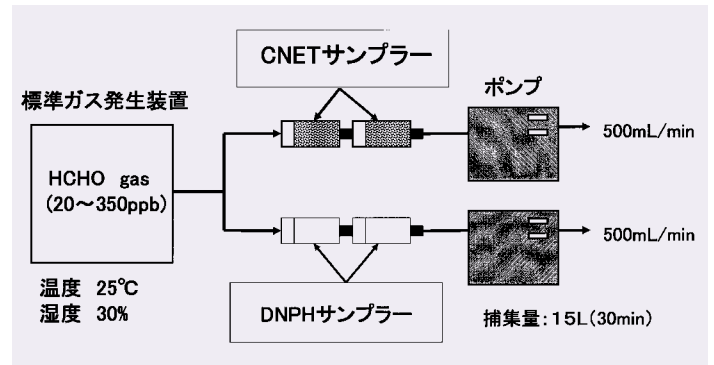 CNETサンプラー
ポンプ
標準ガス発生装置
HCHO gas
(20～350ppb)
500mL/min
500mL/min
温度 25℃
湿度 30%
DNPHサンプラー
捕集量：15L(30min)